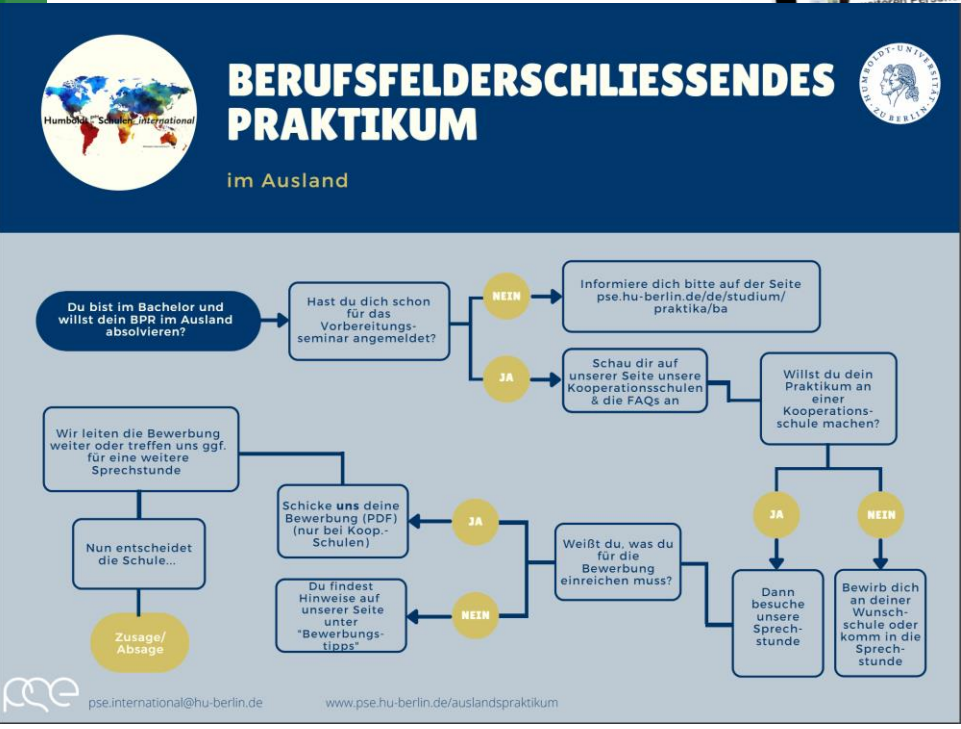 weiteren
BERUFSFELDERSCHLIESSENDES
PRAKTIKUM
im Ausland
Humboldt Schulen_international
HUMBOLDT-UNIVERSITÄT ZU BERLIN
Du bist im Bachelor und
willst dein BPR im Ausland
absolvieren?
Hast du dich schon
für das
Vorbereitungs-
seminar angemeldet?
NEIN
Informiere dich bitte auf der Seite
pse.hu-berlin.de/de/studium/
praktika/ba
JA
Schau dir auf
unserer Seite unsere
Kooperationsschulen
& die FAQs an
Willst du dein
Praktikum an
einer
Kooperations-
schule machen?
JA
NEIN
Dann
besuche
unsere
Sprech-
stunde
Bewirb dich
an deiner
Wunsch-
schule oder
komm in die
Sprech-
stunde
Weißt du, was du
für die
Bewerbung
einreichen muss?
JA
NEIN
Schicke uns deine
Bewerbung (PDF)
(nur bei Koop.-
Schulen)
Du findest
Hinweise auf
unserer Seite
unter
"Bewerbungs-
tipps"
Wir leiten die Bewerbung
weiter oder treffen uns ggf.
für eine weitere
Sprechstunde
Nun entscheidet
die Schule...
Zusage/
Absage
pse
pse.international@hu-berlin.de
www.pse.hu-berlin.de/auslandspraktikum